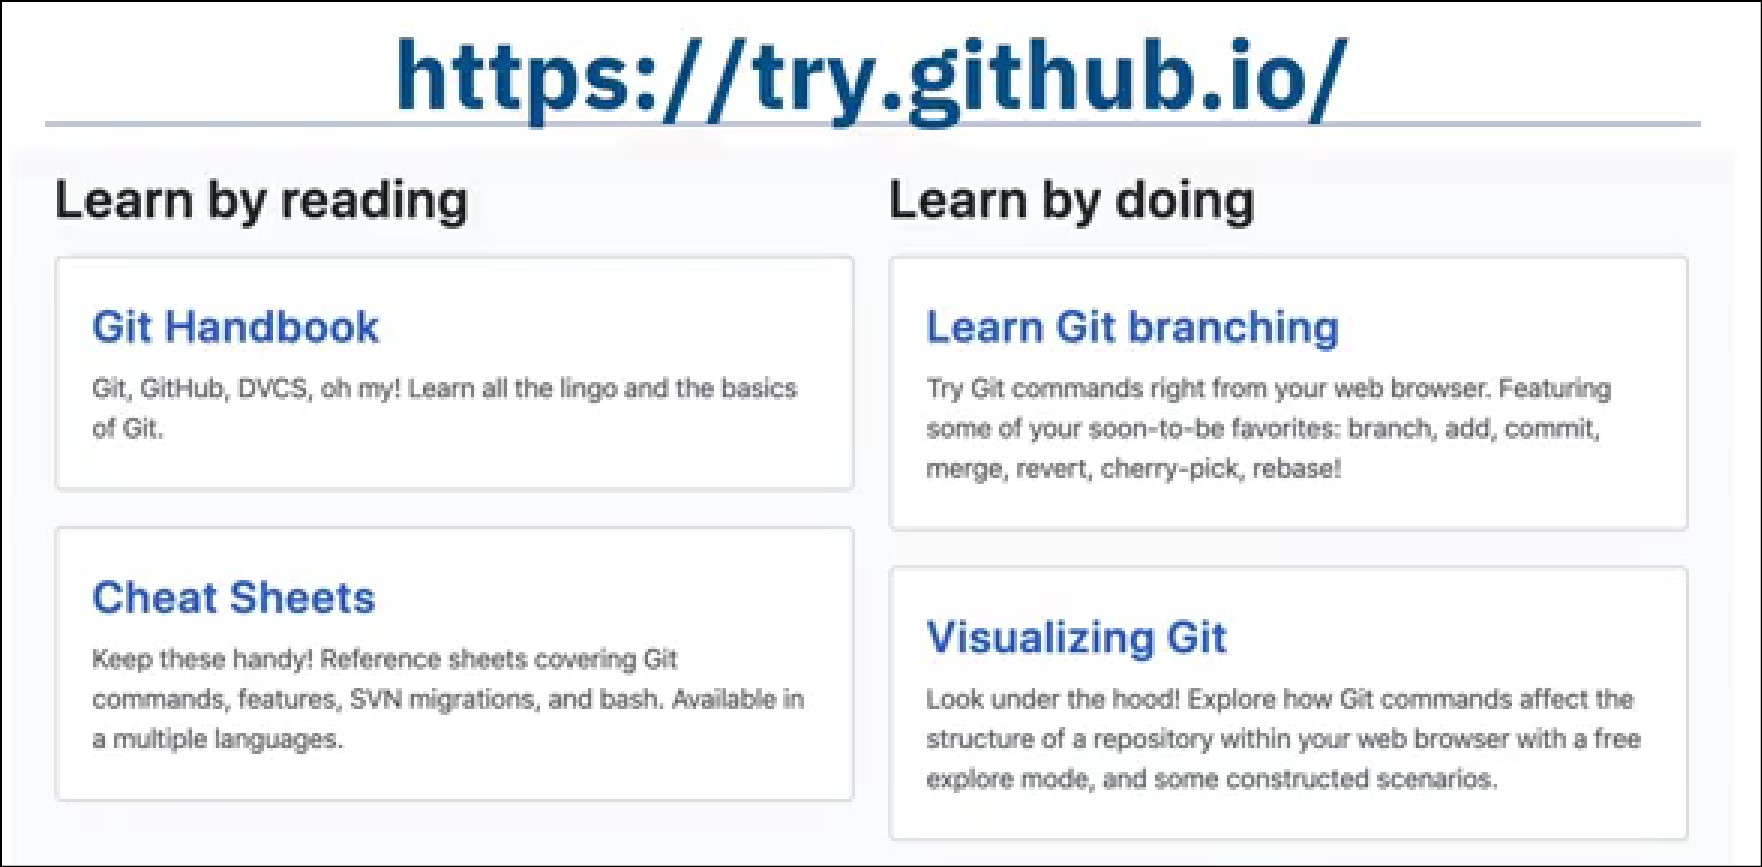 https://try.github.io/
Learn by reading
Git Handbook
Git, GitHub, DVCS, oh my! Learn all the lingo and the basics
of Git.
Cheat Sheets
Keep these handy! Reference sheets covering Git
commands, features, SVN migrations, and bash. Available in
a multiple languages.
Learn by doing
Learn Git branching
Try Git commands right from your web browser. Featuring
some of your soon-to-be favorites: branch, add, commit,
merge, revert, cherry-pick, rebase!
Visualizing Git
Look under the hood! Explore how Git commands affect the
structure of a repository within your web browser with a free
explore mode, and some constructed scenarios.